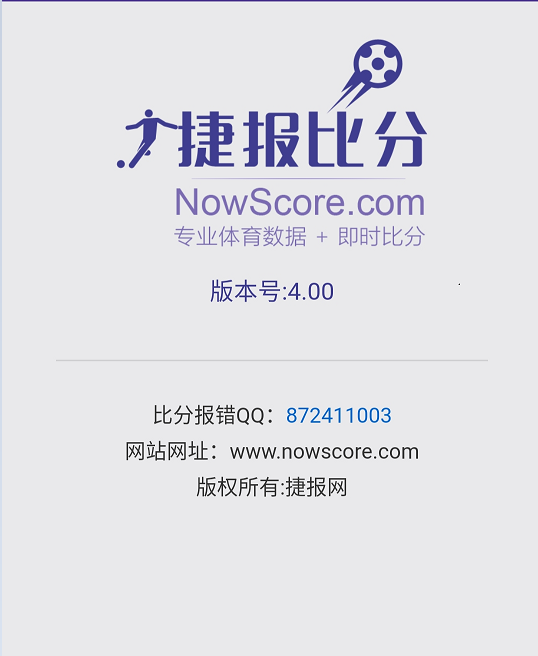 捷报比分
NowScore.com
专业体育数据 + 即时比分
版本号:4.00
比分报错QQ：872411003
网站网址：www.nowscore.com
版权所有:捷报网